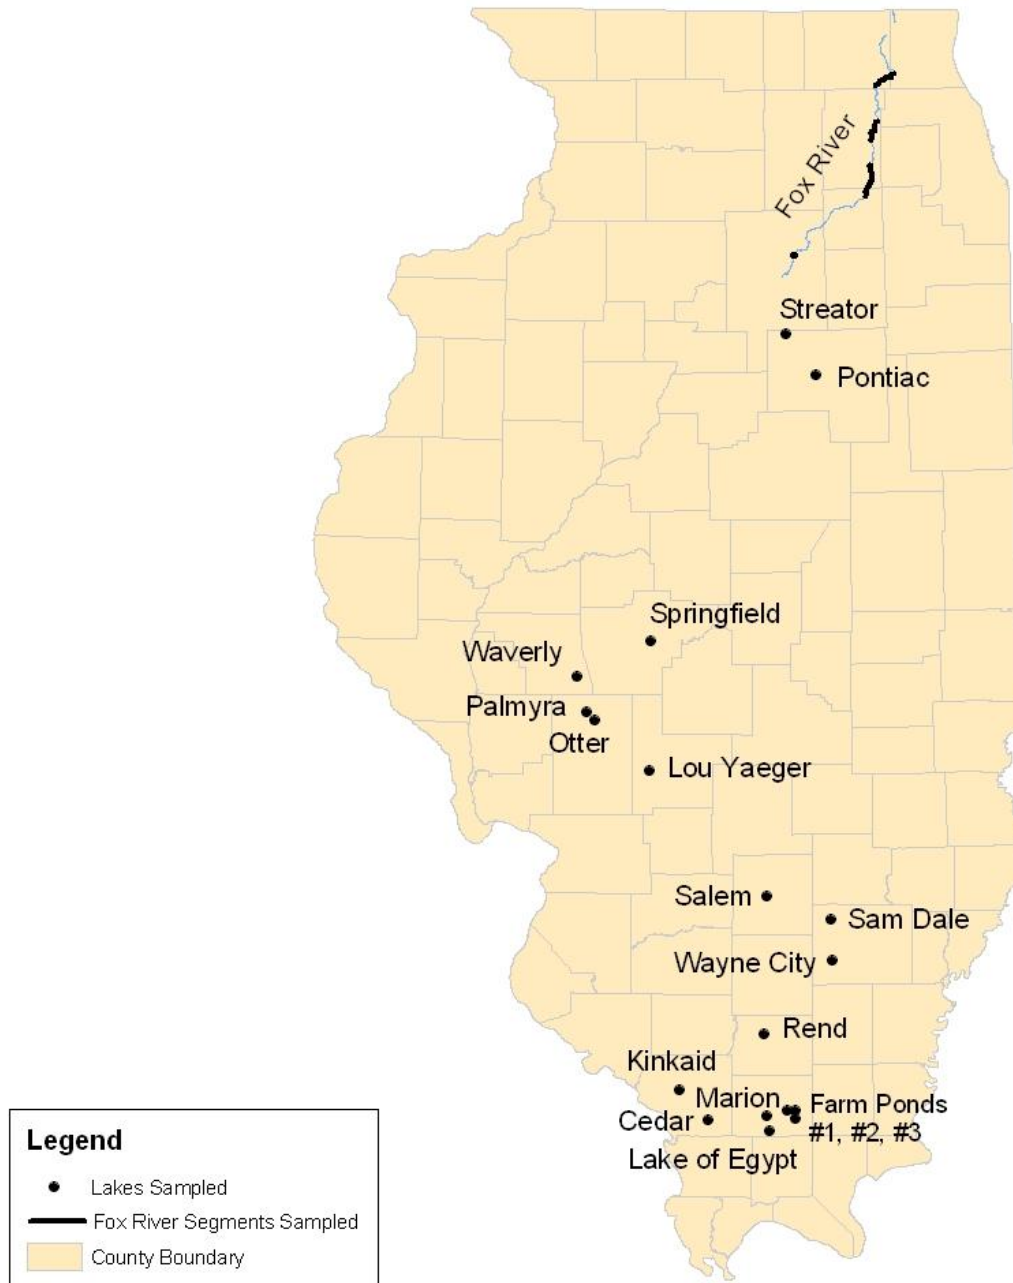 Fox River
Streator
Pontiac
Springfield
Waverly
Palmyra
Otter
Lou Yaeger
Salem
Sam Dale
Wayne City
Rend
Kinkaid
Marion
Farm Ponds
#1, #2, #3
Cedar
Lake of Egypt
Legend
Lakes Sampled
Fox River Segments Sampled
County Boundary